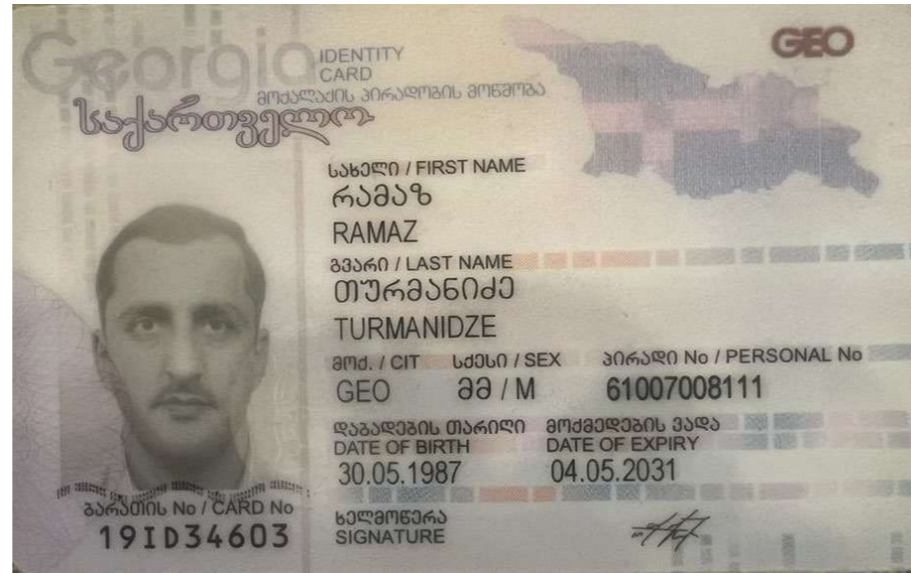 Georgia
IDENTITY
CARD
მოქალაქის პირადობის მოწმობა
საქართველო
GEO
სახელი / FIRST NAME
რამაზ
RAMAZ
გვარი / LAST NAME
თურმანიძე
TURMANIDZE
მოქ. / CIT სქესი / SEX პირადი No / PERSONAL No
GEO მმ / M 61007008111
დაბადების თარიღი მოქმედების ვადა
DATE OF BIRTH DATE OF EXPIRY
30.05.1987 04.05.2031
ბარათის No / CARD No
19ID34603
ხელმოწერა
SIGNATURE